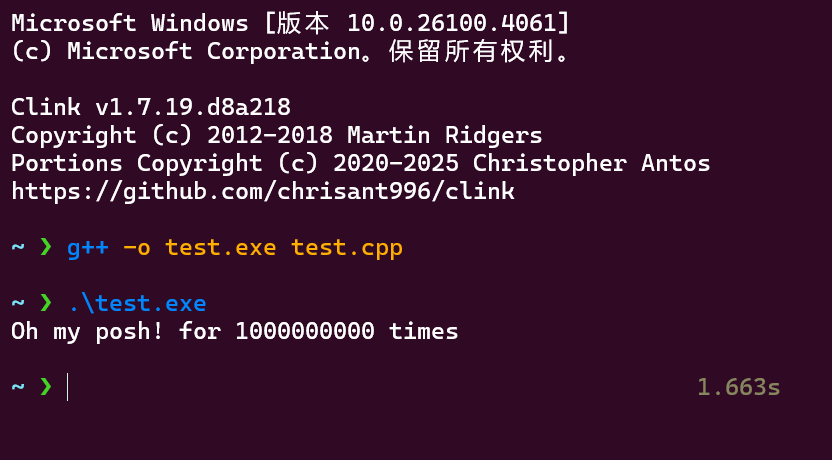 Microsoft Windows [版本 10.0.26100.4061]
(c) Microsoft Corporation。保留所有权利。
Clink v1.7.19.d8a218
Copyright (c) 2012-2018 Martin Ridgers
Portions Copyright (c) 2020-2025 Christopher Antos
https://github.com/chrisant996/clink
~ ❯ g++ -o test.exe test.cpp
~ ❯ .\test.exe
Oh my posh! for 1000000000 times
~ ❯ 1.663s